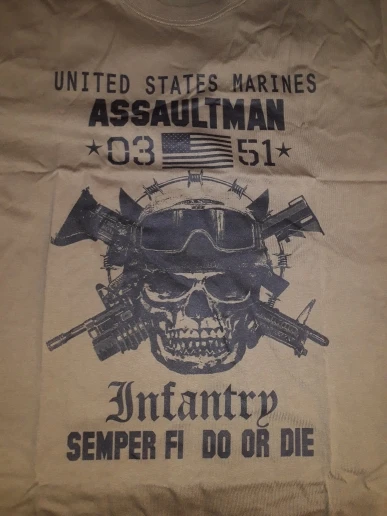 UNITED STATES MARINES
ASSAULTMAN
03 51
Infantry
SEMPER FI DO OR DIE